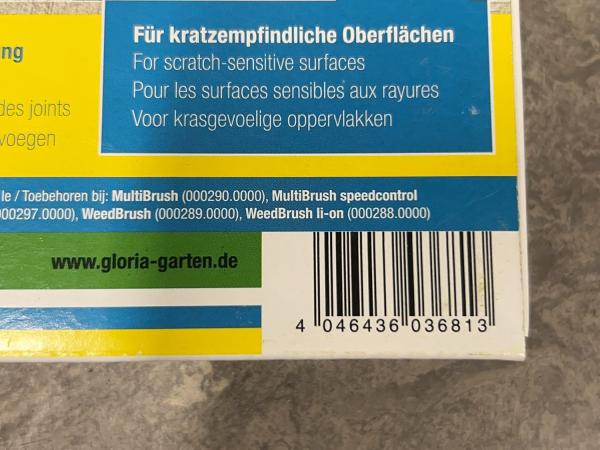 Für kratzempfindliche Oberflächen
For scratch-sensitive surfaces
Pour les surfaces sensibles aux rayures
Voor krasgevoelige oppervlakken
ng
des joints
voegen
le / Toebehoren bij: MultiBrush (000290.0000), MultiBrush speedcontrol
(000297.0000), WeedBrush (000289.0000), WeedBrush li-on (000288.0000)
www.gloria-garten.de
4 046436 036813